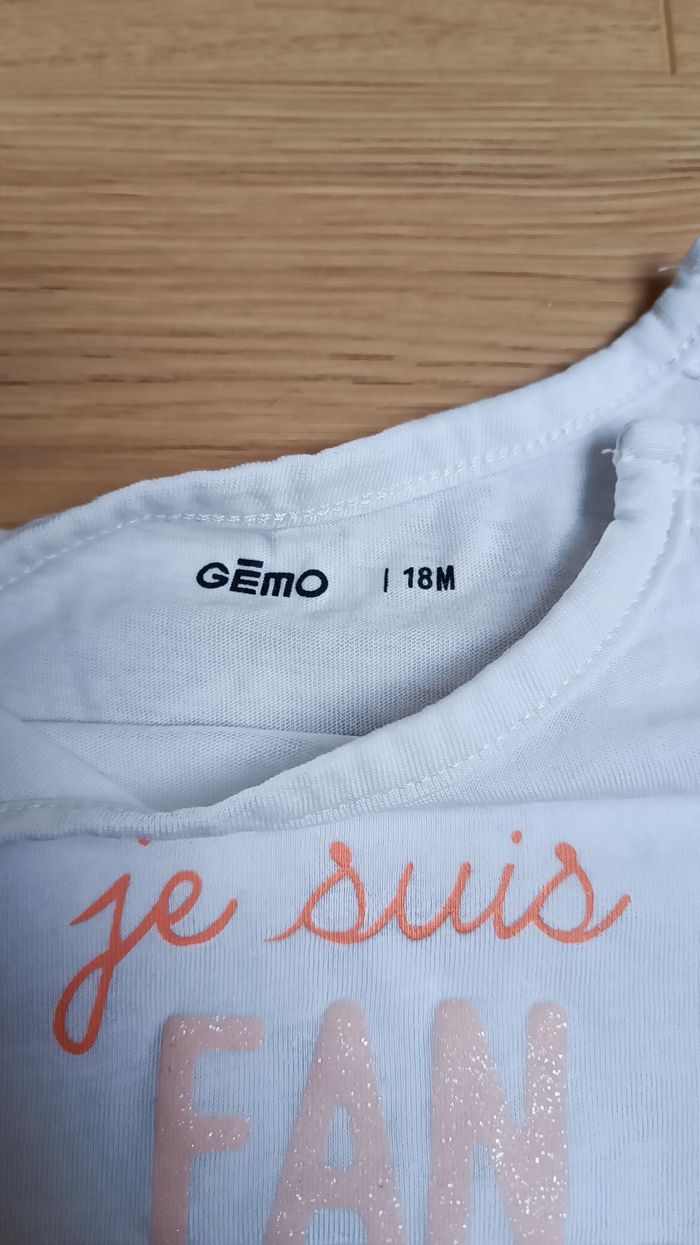 GĒmO | 18M
je suis
FAN